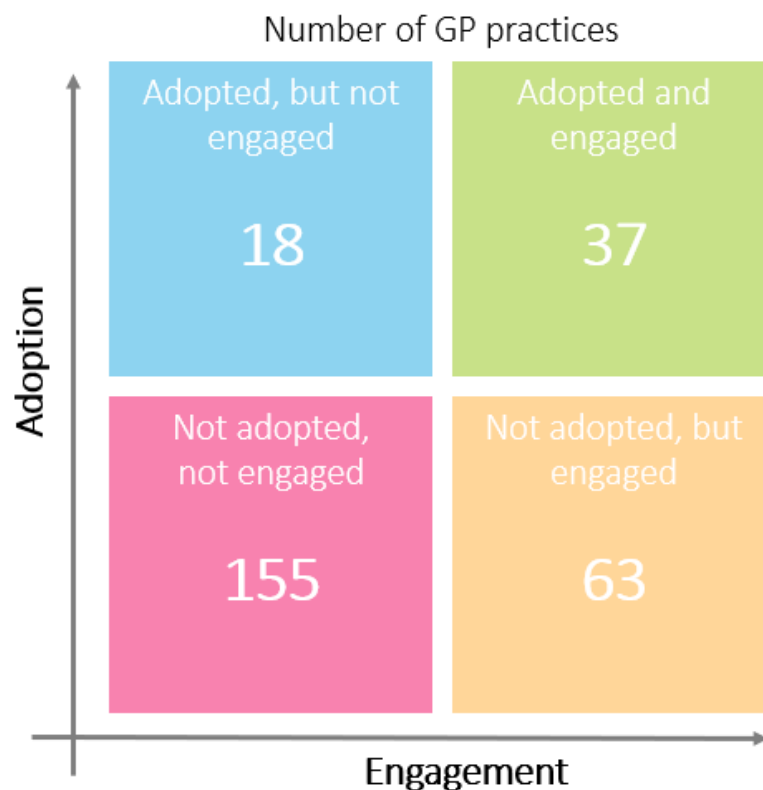 Number of GP practices
Adopted, but not
engaged
18
Adopted and
engaged
37
Adoption
Not adopted,
not engaged
155
Not adopted, but
engaged
63
Engagement